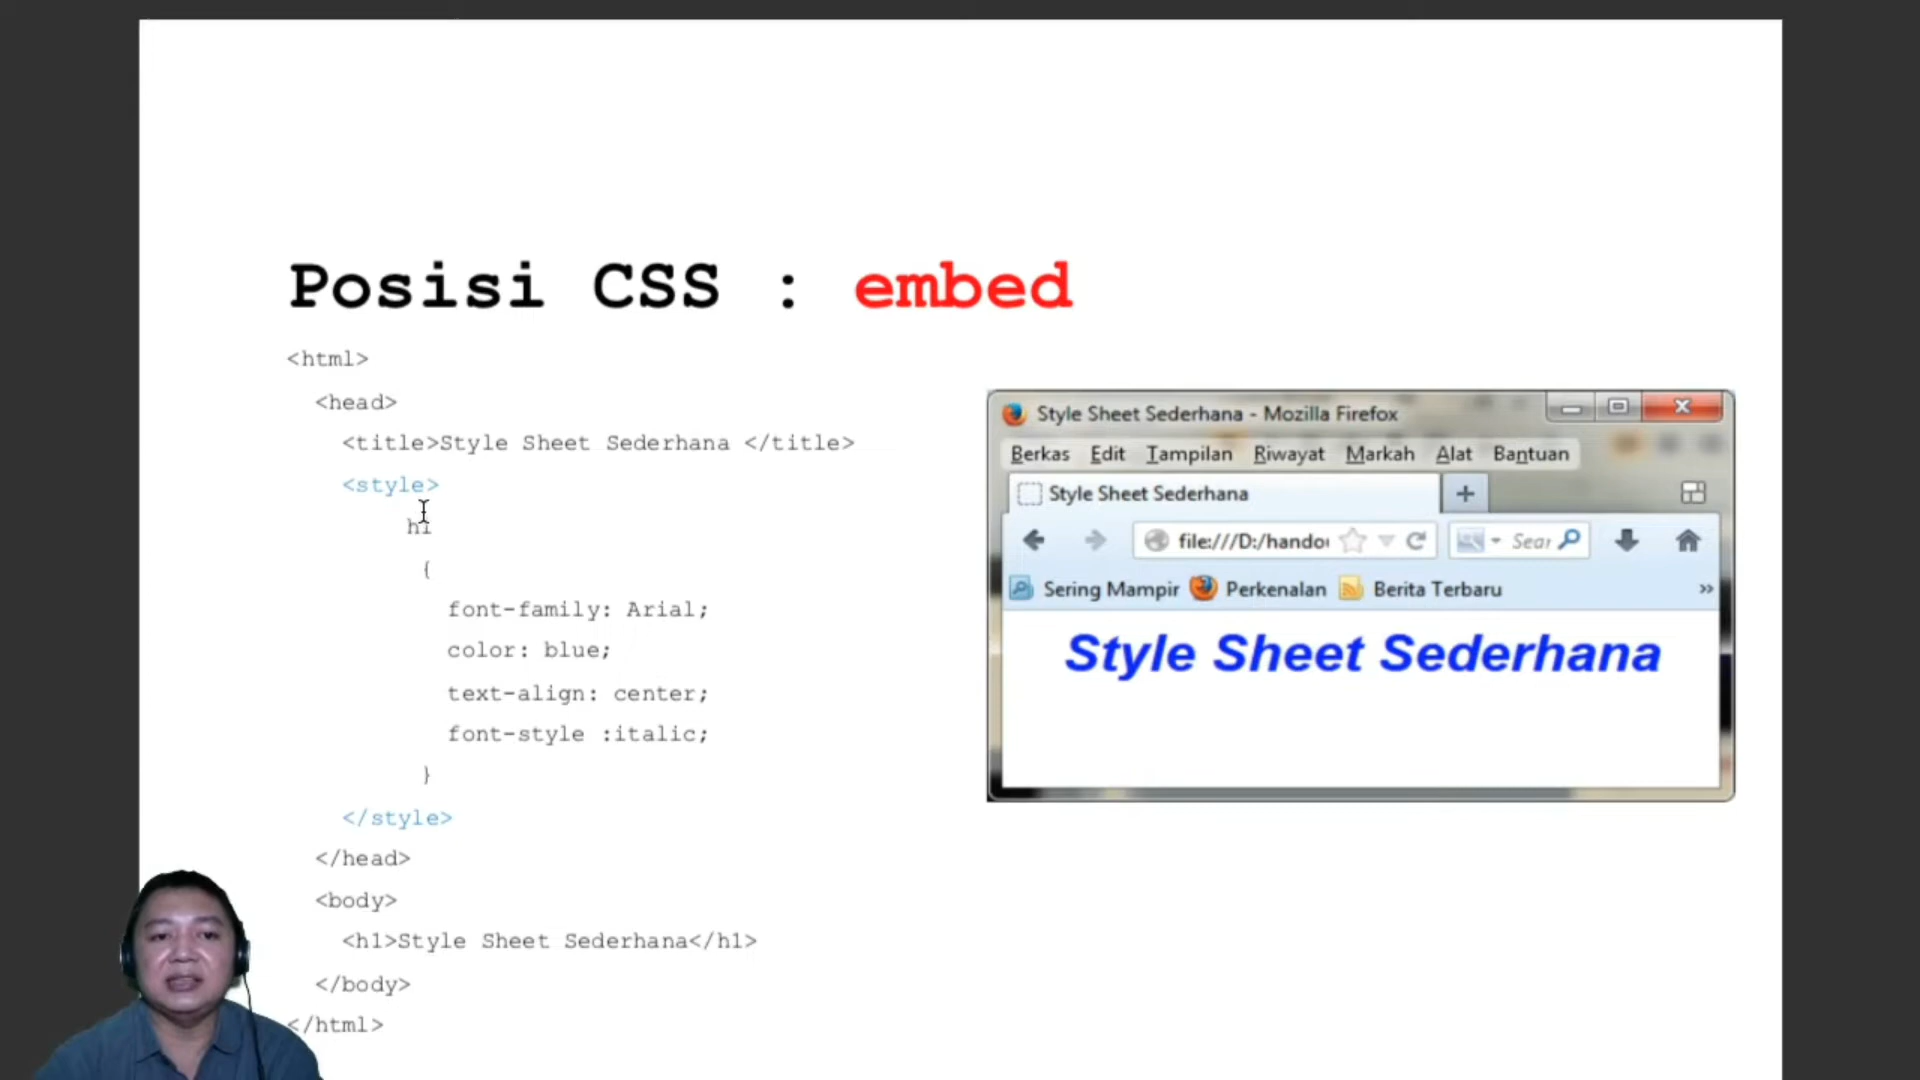 Posisi CSS : embed
<html>
<head>
<title>Style Sheet Sederhana </title>
<style>
h1
{
font-family: Arial;
color: blue;
text-align: center;
font-style :italic;
}
</style>
</head>
<body>
<h1>Style Sheet Sederhana</h1>
</body>
</html>
Style Sheet Sederhana - Mozilla Firefox
Berkas Edit Tampilan Riwayat Markah Alat Bantuan
Style Sheet Sederhana
file:///D:/hando Sear
Sering Mampir Perkenalan Berita Terbaru »
Style Sheet Sederhana